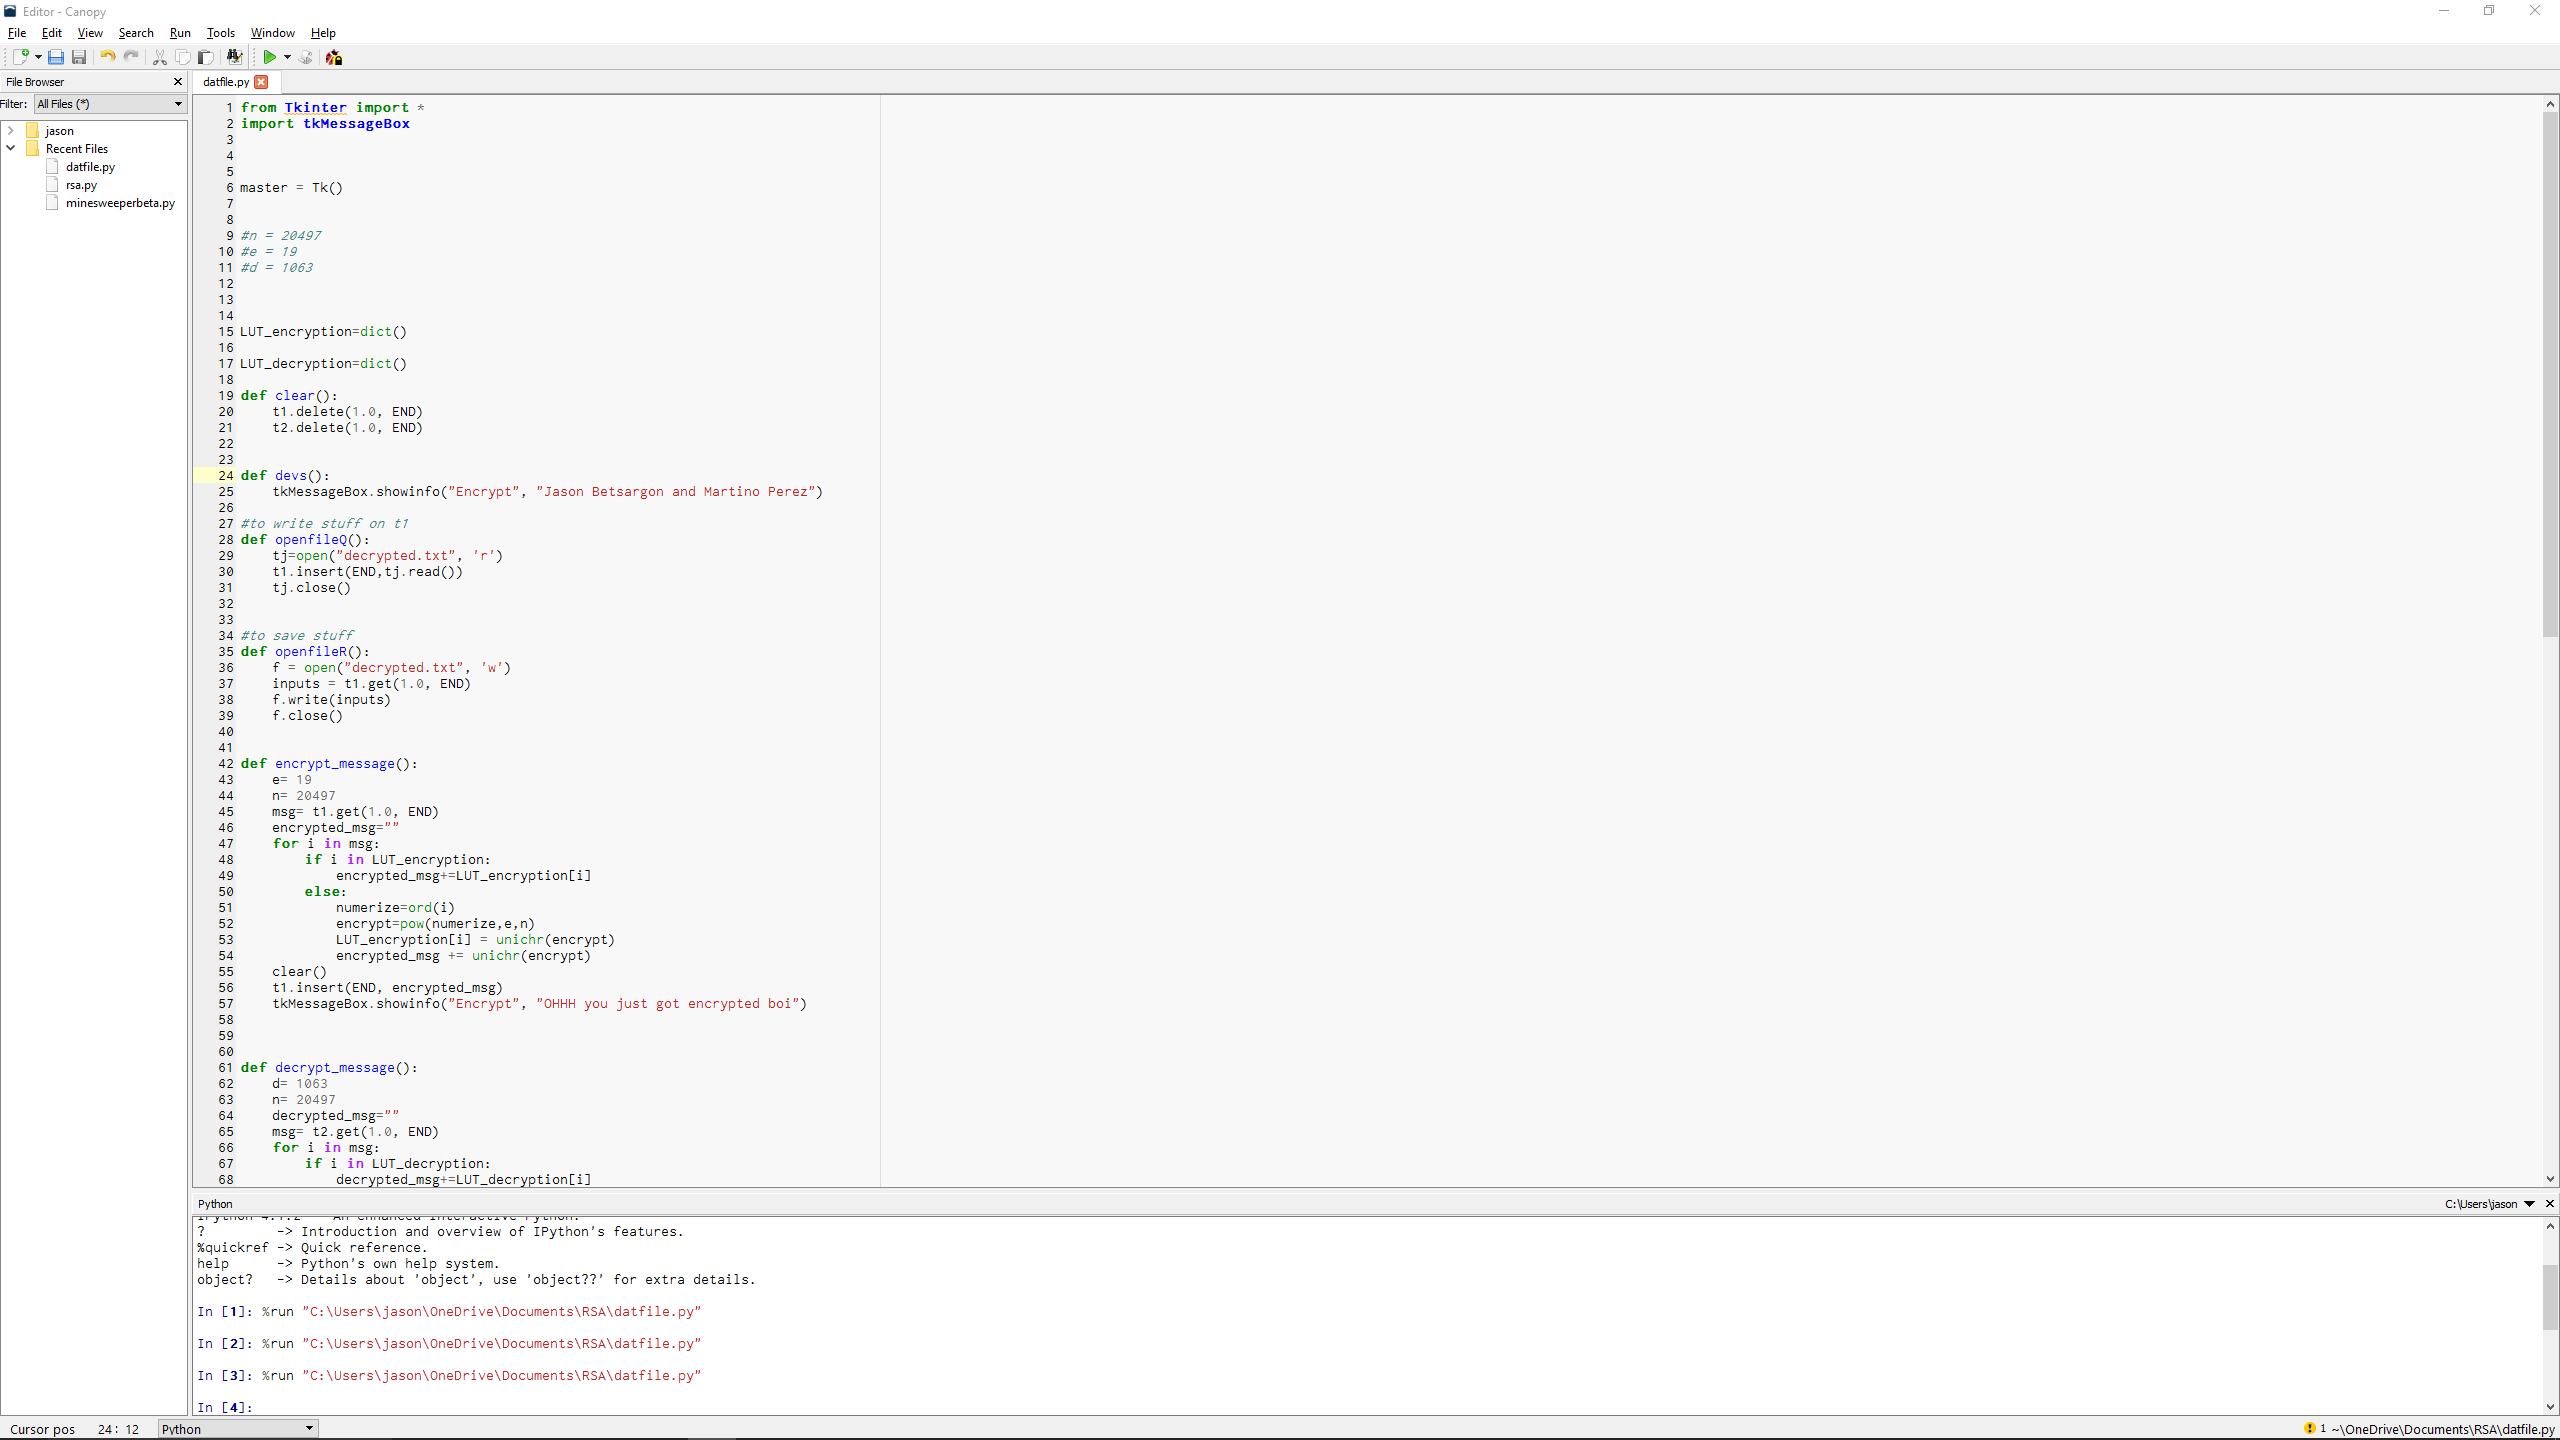 Editor - Canopy
File Edit View Search Run Tools Window Help
File Browser
Filter: All Files (*)
jason
Recent Files
datfile.py
rsa.py
minesweeperbeta.py
datfile.py
1 from Tkinter import *
2 import tkMessageBox
3
4
5
6 master = Tk()
7
8
9 #n = 20497
10 #e = 19
11 #d = 1063
12
13
14
15 LUT_encryption=dict()
16
17 LUT_decryption=dict()
18
19 def clear():
20     t1.delete(1.0, END)
21     t2.delete(1.0, END)
22
23
24 def devs():
25     tkMessageBox.showinfo("Encrypt", "Jason Betsargon and Martino Perez")
26
27 #to write stuff on t1
28 def openfileQ():
29     tj=open("decrypted.txt", 'r')
30     t1.insert(END,tj.read())
31     tj.close()
32
33
34 #to save stuff
35 def openfileR():
36     f = open("decrypted.txt", 'w')
37     inputs = t1.get(1.0, END)
38     f.write(inputs)
39     f.close()
40
41
42 def encrypt_message():
43     e= 19
44     n= 20497
45     msg= t1.get(1.0, END)
46     encrypted_msg=""
47     for i in msg:
48         if i in LUT_encryption:
49             encrypted_msg+=LUT_encryption[i]
50         else:
51             numerize=ord(i)
52             encrypt=pow(numerize,e,n)
53             LUT_encryption[i] = unichr(encrypt)
54             encrypted_msg += unichr(encrypt)
55     clear()
56     t1.insert(END, encrypted_msg)
57     tkMessageBox.showinfo("Encrypt", "OHHH you just got encrypted boi")
58
59
60
61 def decrypt_message():
62     d= 1063
63     n= 20497
64     decrypted_msg=""
65     msg= t2.get(1.0, END)
66     for i in msg:
67         if i in LUT_decryption:
68             decrypted_msg+=LUT_decryption[i]
Python C:\Users\jason
IPython 4.1.2 -- An enhanced Interactive Python.
? -> Introduction and overview of IPython's features.
%quickref -> Quick reference.
help -> Python's own help system.
object? -> Details about 'object', use 'object??' for extra details.
In [1]: %run "C:\Users\jason\OneDrive\Documents\RSA\datfile.py"
In [2]: %run "C:\Users\jason\OneDrive\Documents\RSA\datfile.py"
In [3]: %run "C:\Users\jason\OneDrive\Documents\RSA\datfile.py"
In [4]:
Cursor pos 24: 12 Python 1 ~\OneDrive\Documents\RSA\datfile.py